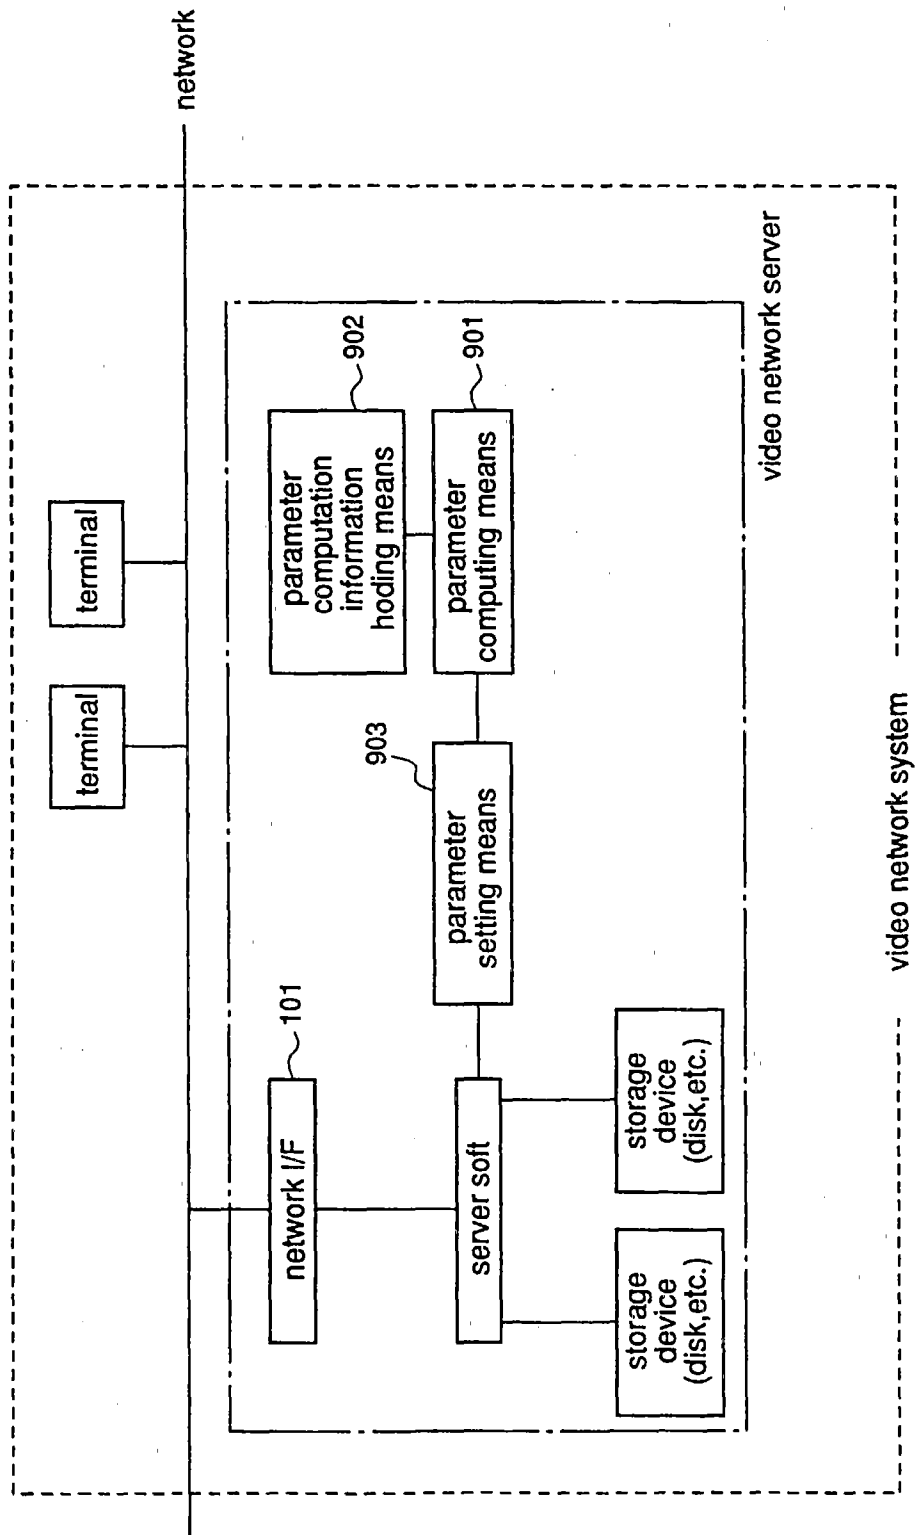 network
terminal
terminal
network I/F
101
parameter
computation
information
hoding means
902
server soft
parameter
setting means
903
parameter
computing means
901
storage
device
(disk,etc.)
storage
device
(disk,etc.)
video network server
video network system